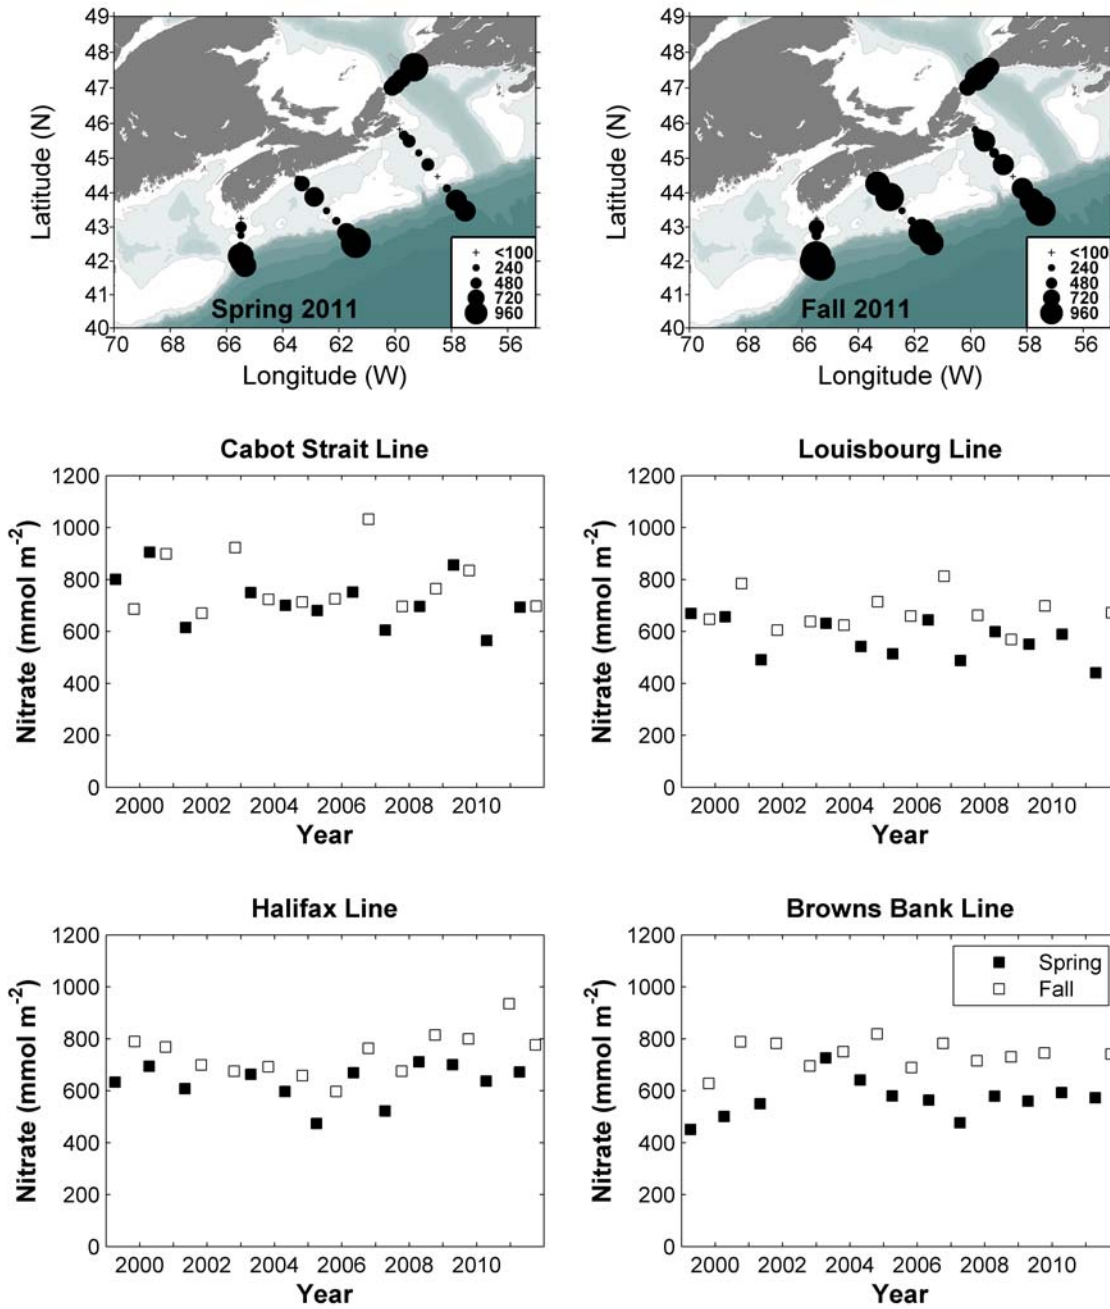 49
48
47
46
45
44
43
42
41
40
Latitude (N)
<100
240
480
720
960
Spring 2011
70 68 66 64 62 60 58 56
Longitude (W)
49
48
47
46
45
44
43
42
41
40
Latitude (N)
<100
240
480
720
960
Fall 2011
70 68 66 64 62 60 58 56
Longitude (W)
Cabot Strait Line
1200
1000
800
600
400
200
0
Nitrate (mmol m⁻²)
2000 2002 2004 2006 2008 2010
Year
Louisbourg Line
1200
1000
800
600
400
200
0
Nitrate (mmol m⁻²)
2000 2002 2004 2006 2008 2010
Year
Halifax Line
1200
1000
800
600
400
200
0
Nitrate (mmol m⁻²)
2000 2002 2004 2006 2008 2010
Year
Browns Bank Line
1200
1000
800
600
400
200
0
Nitrate (mmol m⁻²)
Spring
Fall
2000 2002 2004 2006 2008 2010
Year